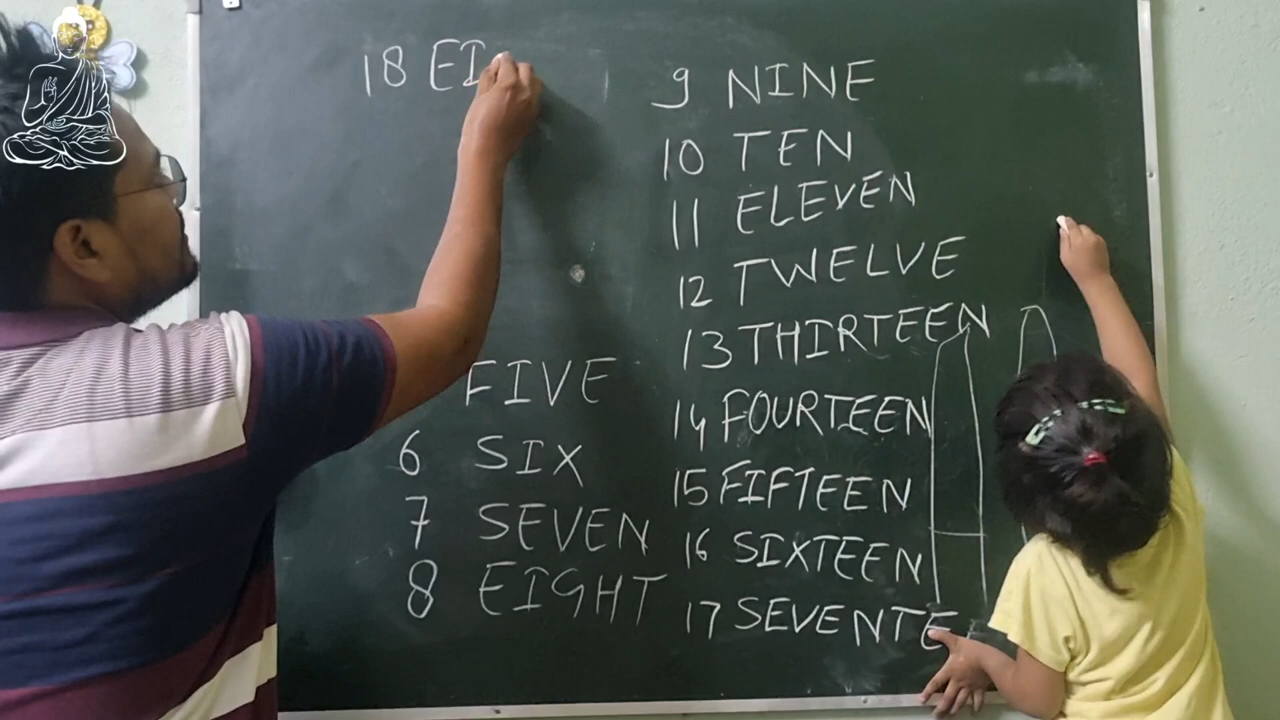 18 EI
FIVE
6 SIX
7 SEVEN
8 EIGHT
9 NINE
10 TEN
11 ELEVEN
12 TWELVE
13 THIRTEEN
14 FOURTEEN
15 FIFTEEN
16 SIXTEEN
17 SEVENTE